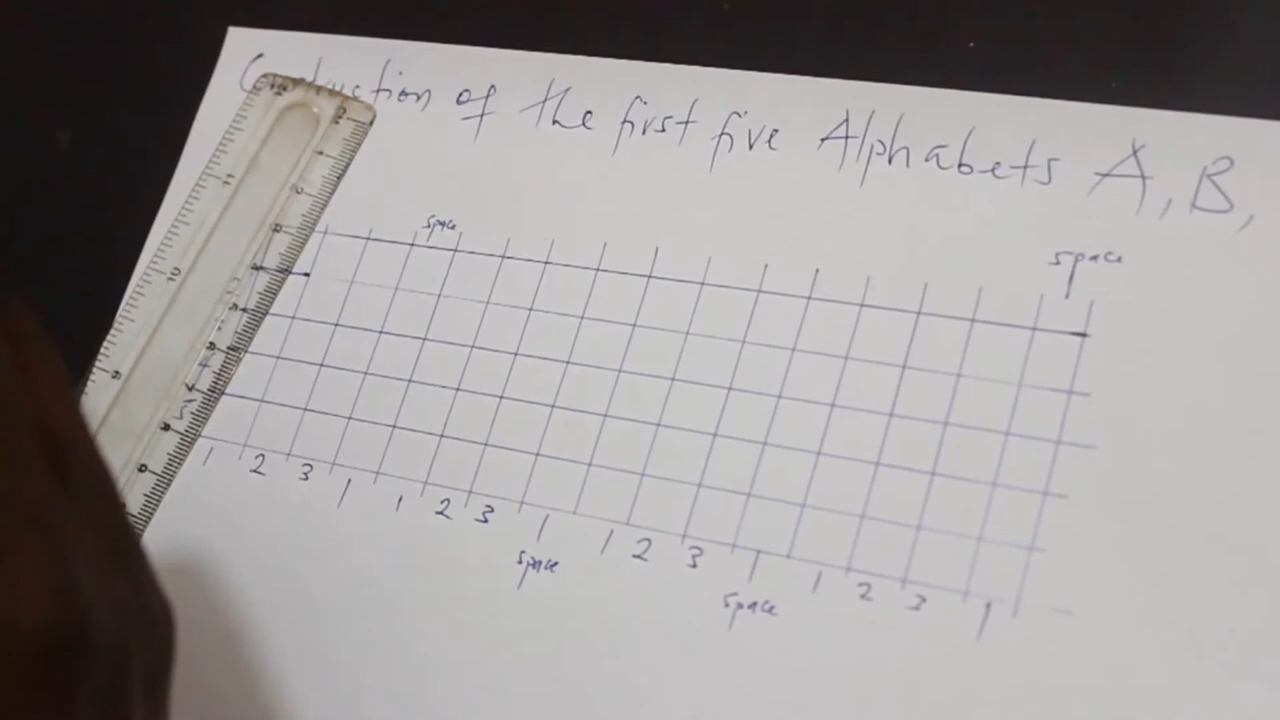 Construction of the first five Alphabets A, B,
space
space
1 2 3 1 1 2 3 1 1 2 3 1 2 3 1
space
space